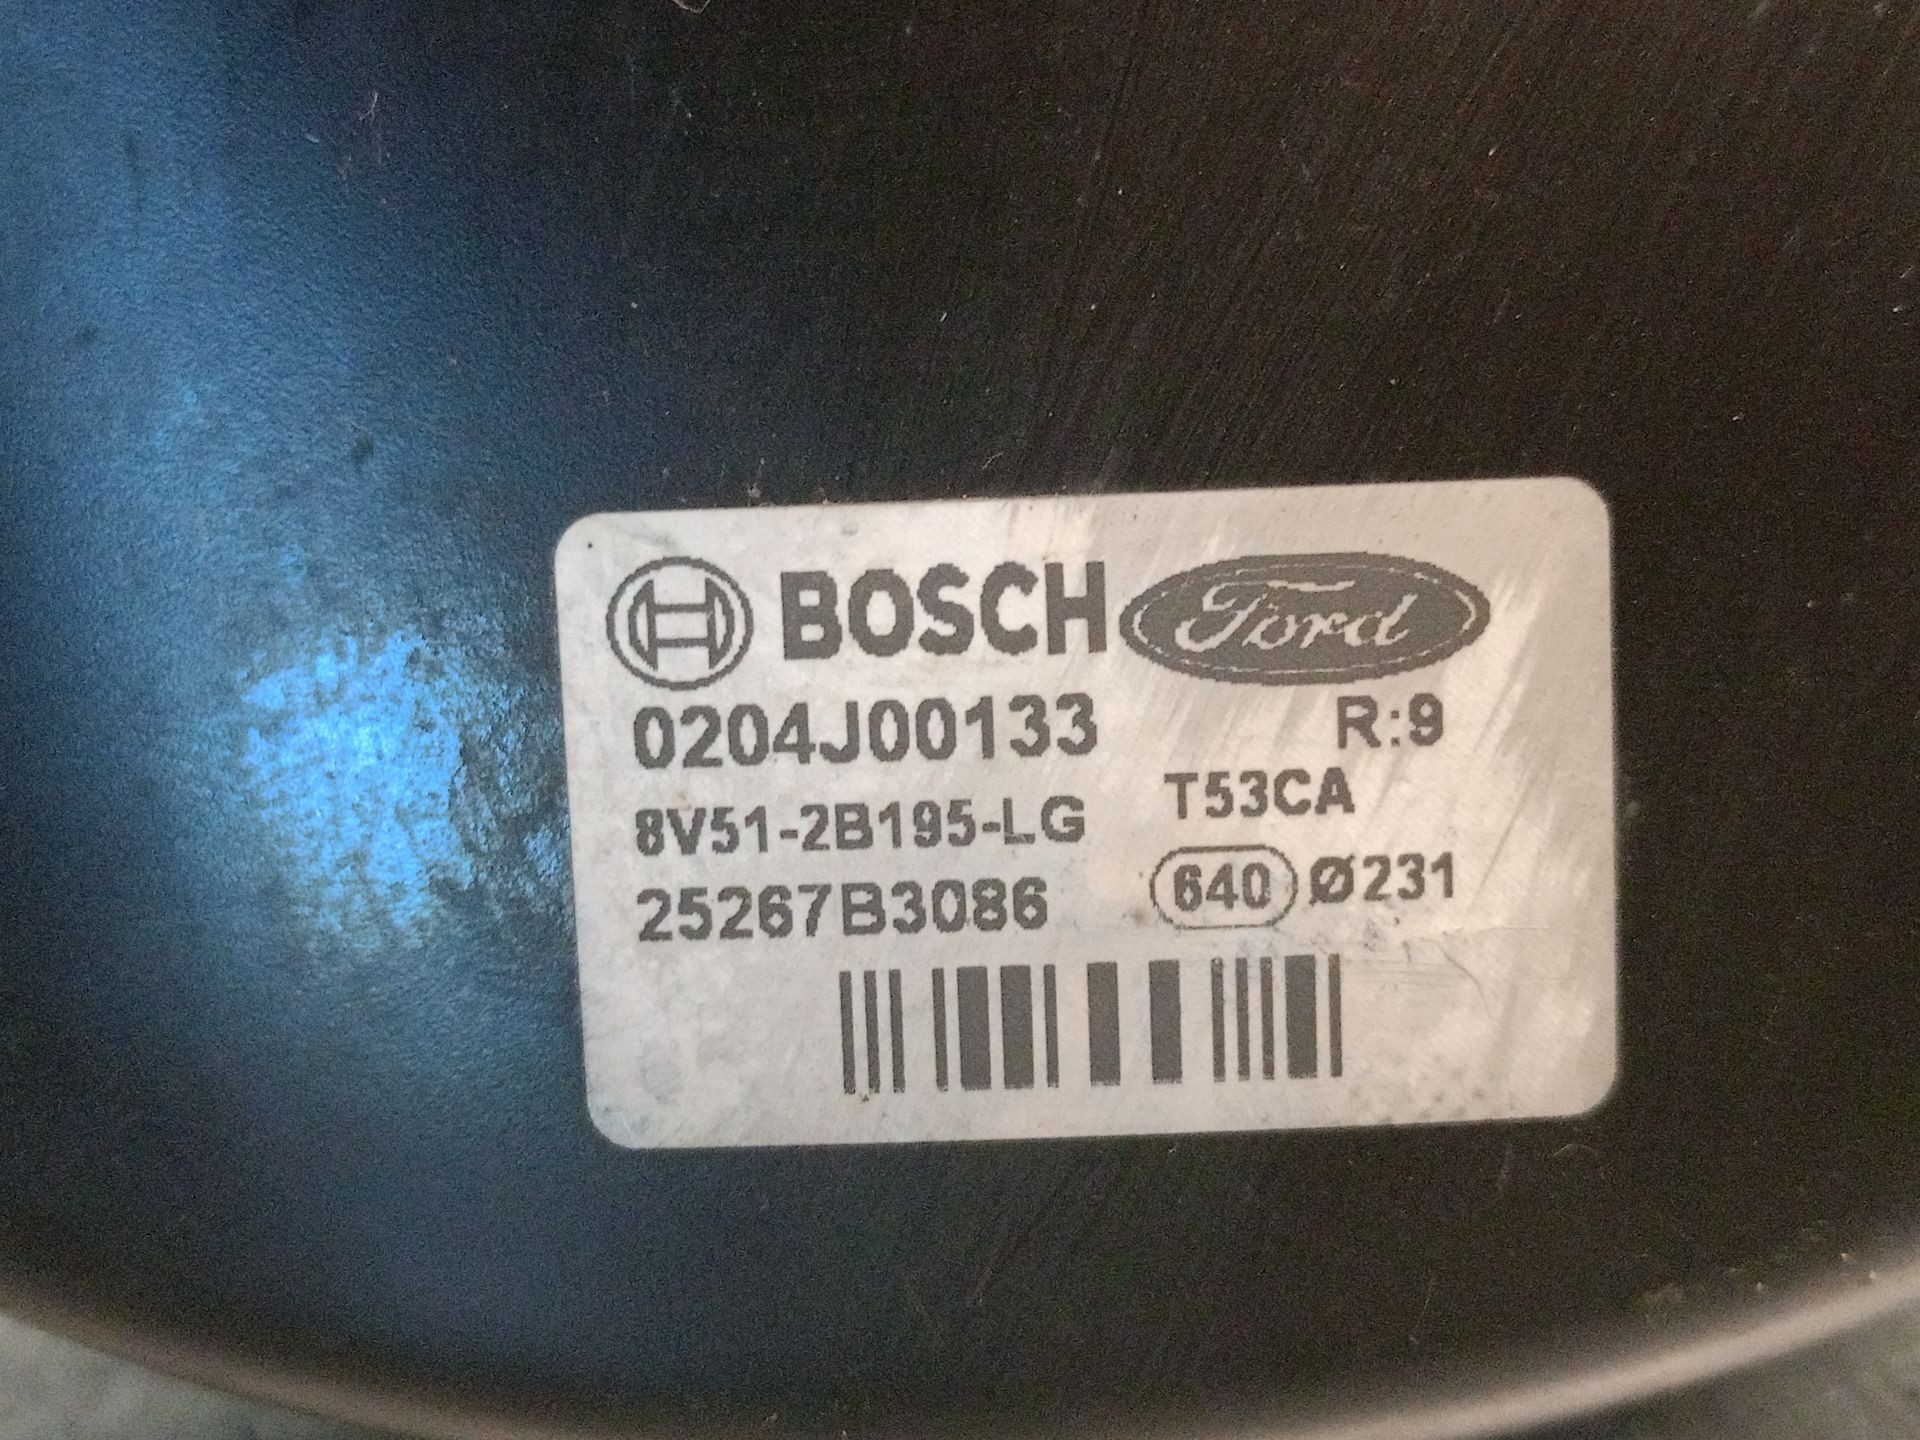 BOSCH Ford
0204J00133 R:9
8V51-2B195-LG T53CA
25267B3086 640 Ø231